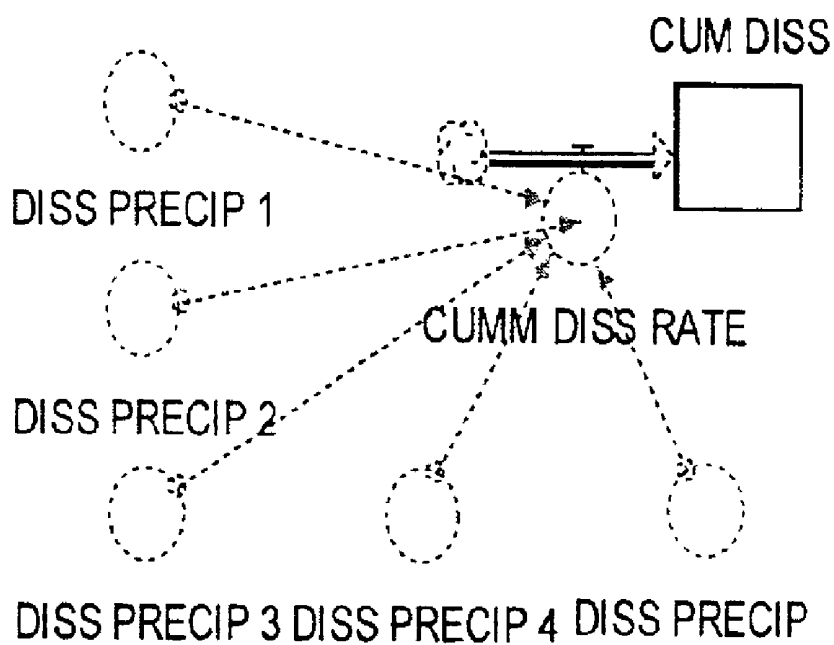 CUM DISS
DISS PRECIP 1
CUMM DISS RATE
DISS PRECIP 2
DISS PRECIP 3 DISS PRECIP 4 DISS PRECIP